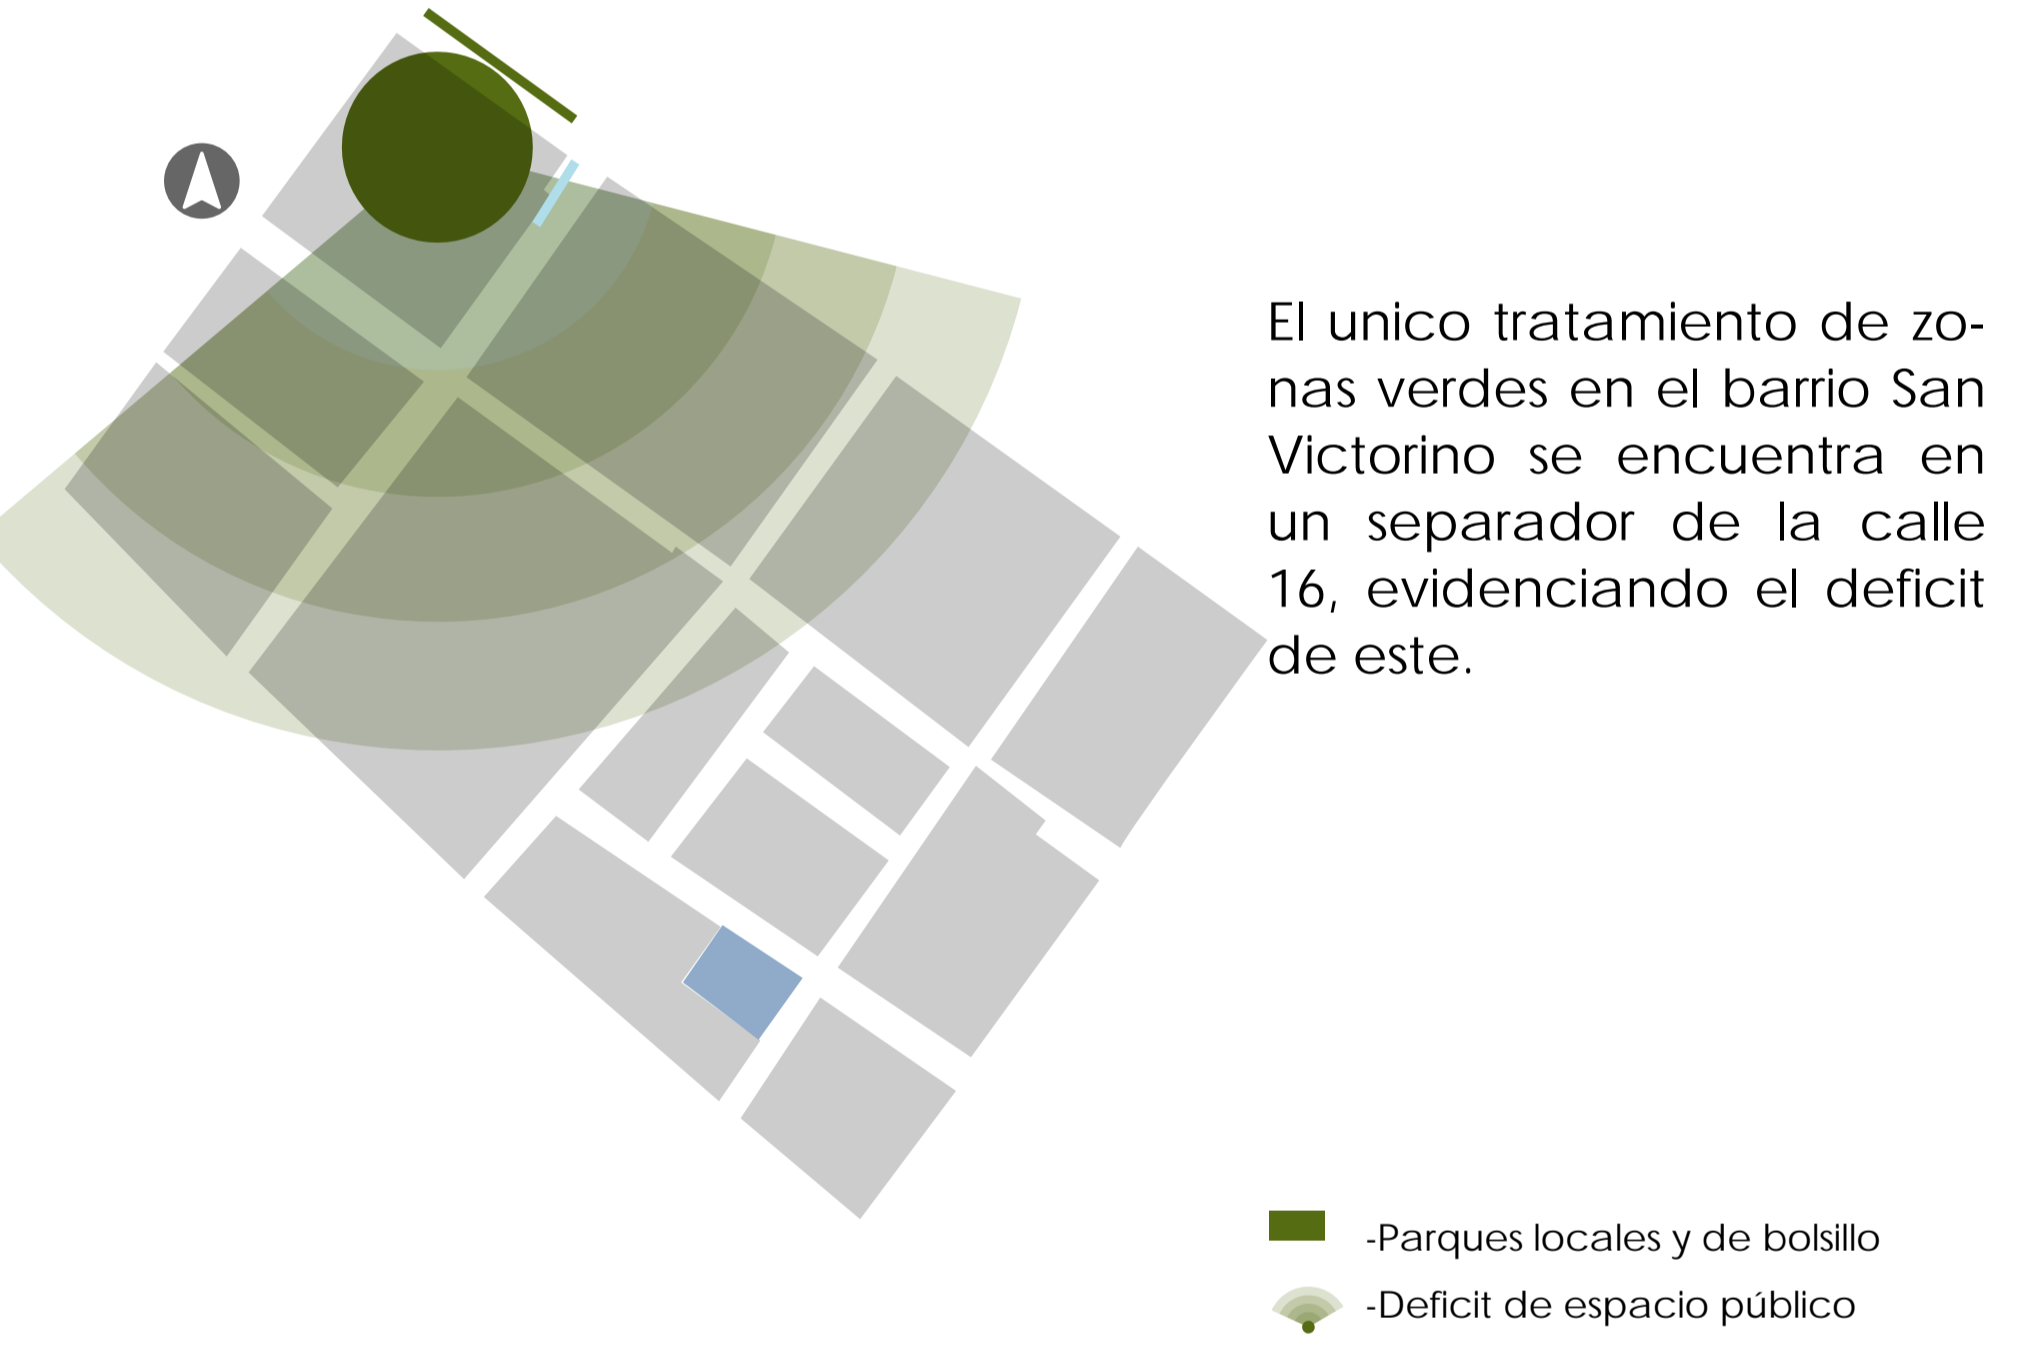 El unico tratamiento de zo-
nas verdes en el barrio San
Victorino se encuentra en
un separador de la calle
16, evidenciando el deficit
de este.
-Parques locales y de bolsillo
-Deficit de espacio público